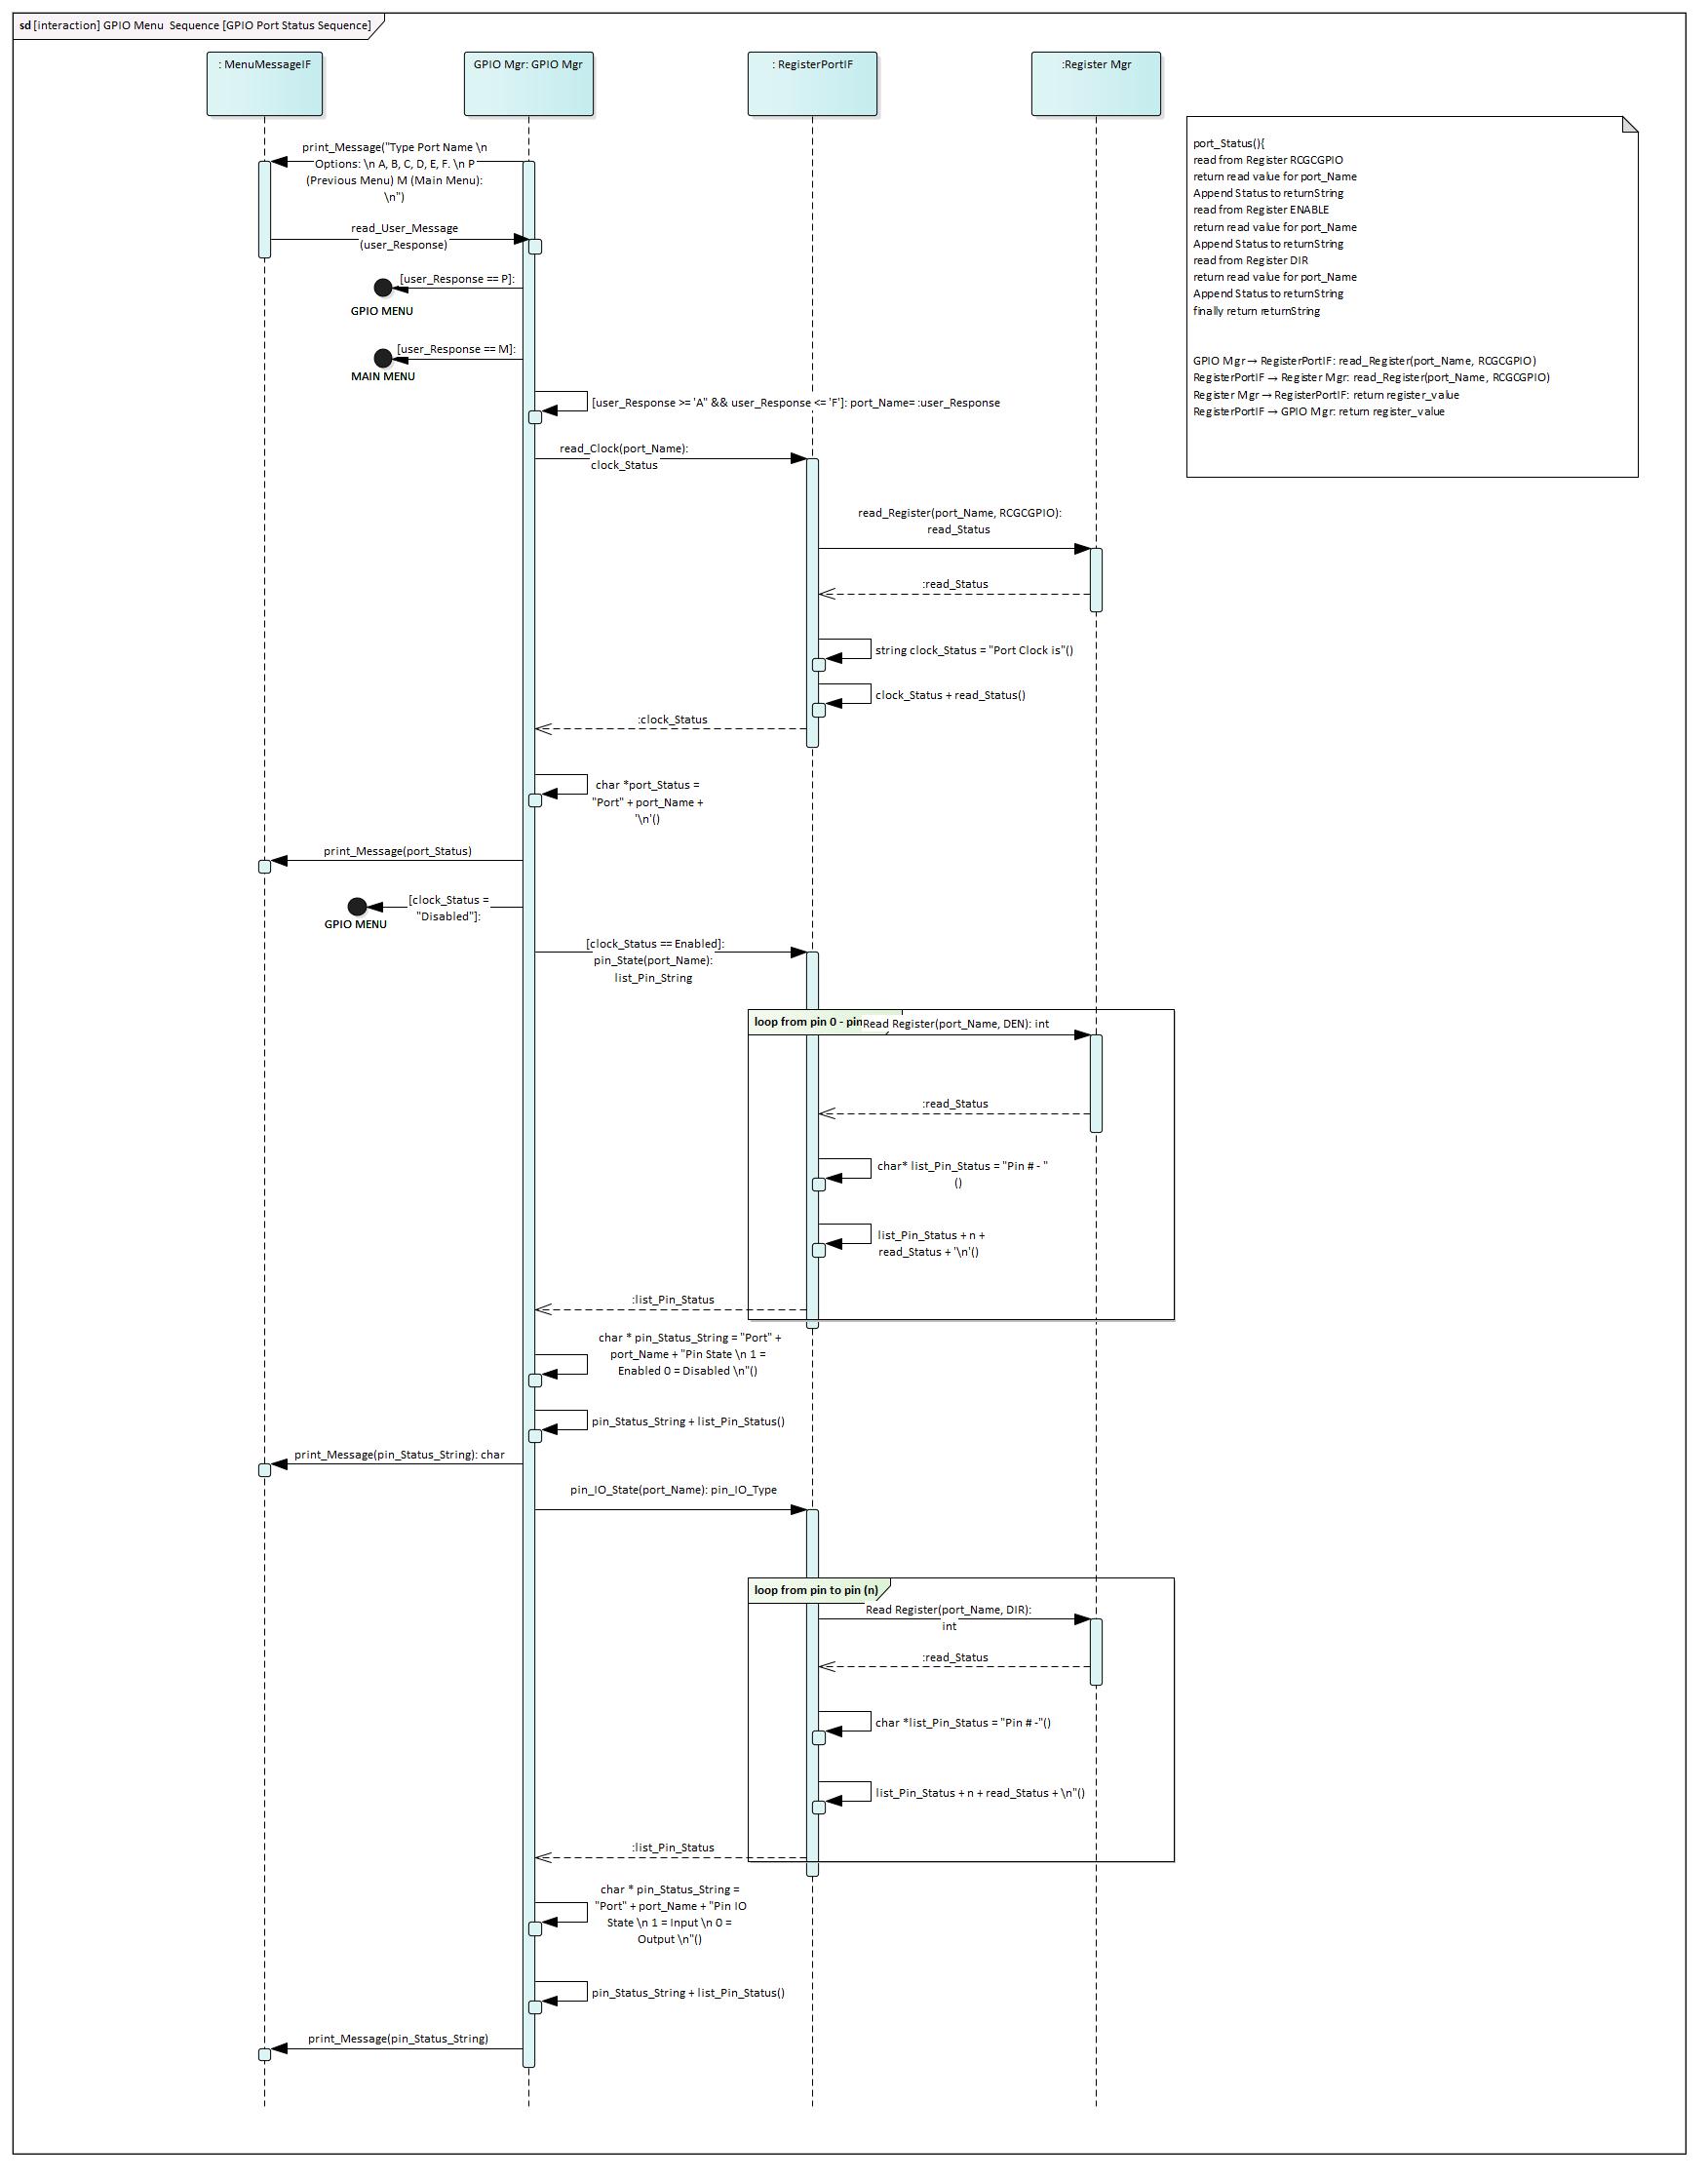 sd [interaction] GPIO Menu  Sequence [GPIO Port Status Sequence]
: MenuMessageIF
GPIO Mgr: GPIO Mgr
: RegisterPortIF
:Register Mgr
port_Status(){
read from Register RCGCGPIO
return read value for port_Name
Append Status to returnString
read from Register ENABLE
return read value for port_Name
Append Status to returnString
read from Register DIR
return read value for port_Name
Append Status to returnString
finally return returnString
GPIO Mgr → RegisterPortIF: read_Register(port_Name, RCGCGPIO)
RegisterPortIF → Register Mgr: read_Register(port_Name, RCGCGPIO)
Register Mgr → RegisterPortIF: return register_value
RegisterPortIF → GPIO Mgr: return register_value
print_Message("Type Port Name \n
Options: \n A, B, C, D, E, F. \n P
(Previous Menu) M (Main Menu):
\n")
read_User_Message
(user_Response)
[user_Response == P]:
GPIO MENU
[user_Response == M]:
MAIN MENU
[user_Response >= 'A" && user_Response <= 'F']: port_Name= :user_Response
read_Clock(port_Name):
clock_Status
read_Register(port_Name, RCGCGPIO):
read_Status
:read_Status
string clock_Status = "Port Clock is"()
clock_Status + read_Status()
:clock_Status
char *port_Status =
"Port" + port_Name +
'\n'()
print_Message(port_Status)
[clock_Status =
"Disabled"]:
GPIO MENU
[clock_Status == Enabled]:
pin_State(port_Name):
list_Pin_String
loop from pin 0 - pin
Read Register(port_Name, DEN): int
:read_Status
char* list_Pin_Status = "Pin # - "
()
list_Pin_Status + n +
read_Status + '\n'()
:list_Pin_Status
char * pin_Status_String = "Port" +
port_Name + "Pin State \n 1 =
Enabled 0 = Disabled \n"()
pin_Status_String + list_Pin_Status()
print_Message(pin_Status_String): char
pin_IO_State(port_Name): pin_IO_Type
loop from pin to pin (n)
Read Register(port_Name, DIR):
int
:read_Status
char *list_Pin_Status = "Pin # -"()
list_Pin_Status + n + read_Status + \n"()
:list_Pin_Status
char * pin_Status_String =
"Port" + port_Name + "Pin IO
State \n 1 = Input \n 0 =
Output \n"()
pin_Status_String + list_Pin_Status()
print_Message(pin_Status_String)